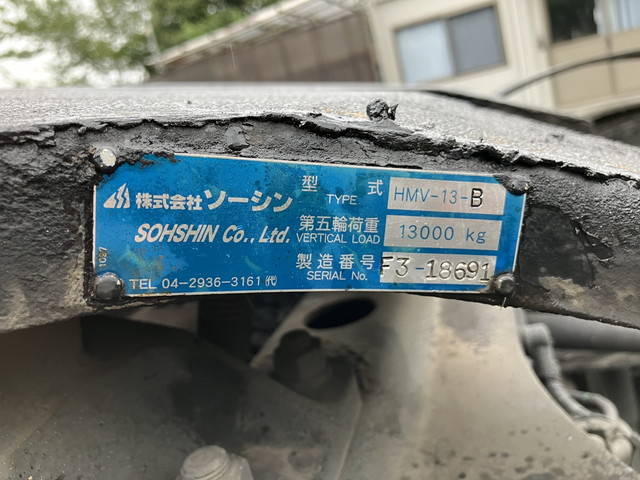 株式会社 ソーシン
SOHSHIN Co., Ltd.
TEL 04-2936-3161 (代)
1097
型式 HMV-13-B
TYPE
第五輪荷重 13000 kg
VERTICAL LOAD
製造番号 F3-18691
SERIAL No.